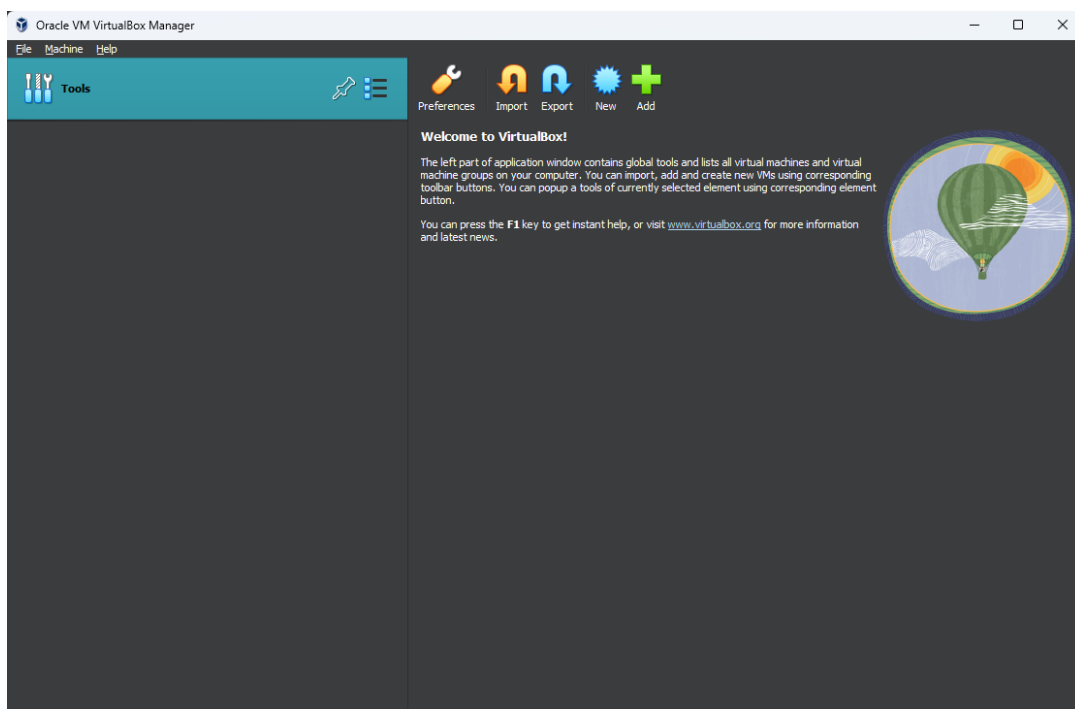 Oracle VM VirtualBox Manager
File Machine Help
Tools
Preferences Import Export New Add
Welcome to VirtualBox!
The left part of application window contains global tools and lists all virtual machines and virtual
machine groups on your computer. You can import, add and create new VMs using corresponding
toolbar buttons. You can popup a tools of currently selected element using corresponding element
button.
You can press the F1 key to get instant help, or visit www.virtualbox.org for more information
and latest news.